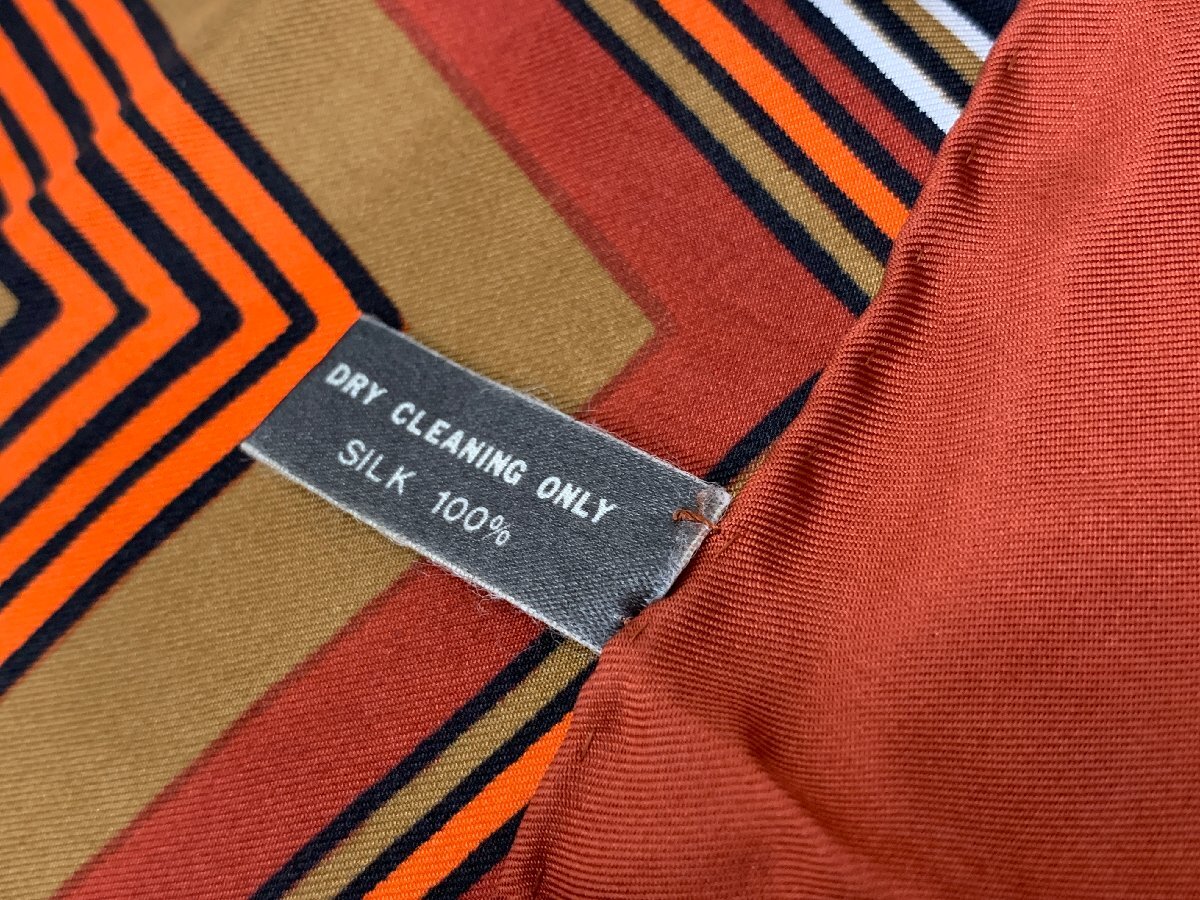 DRY CLEANING ONLY
SILK 100%